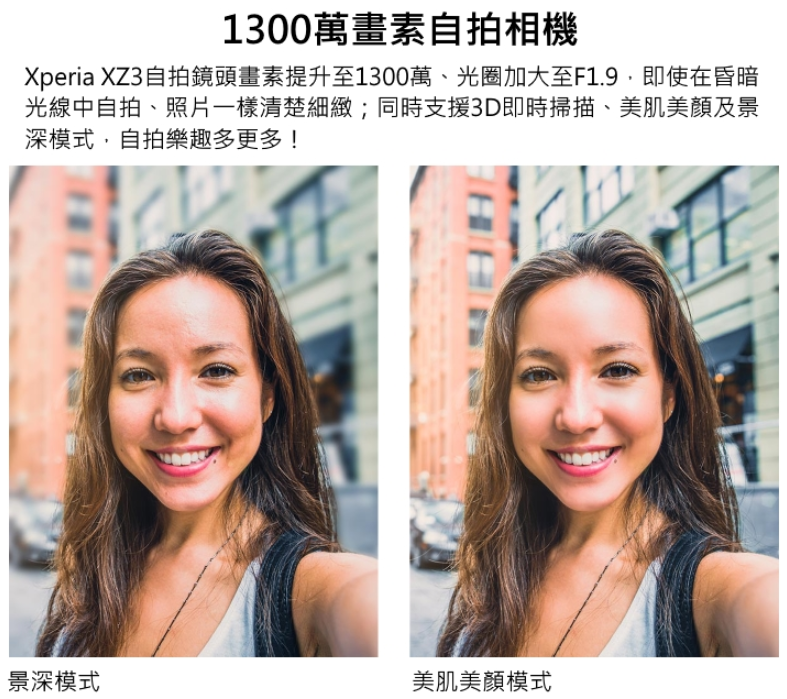 1300萬畫素自拍相機
Xperia XZ3自拍鏡頭畫素提升至1300萬、光圈加大至F1.9，即使在昏暗
光線中自拍、照片一樣清楚細緻；同時支援3D即時掃描、美肌美顏及景
深模式，自拍樂趣多更多！
景深模式
美肌美顏模式